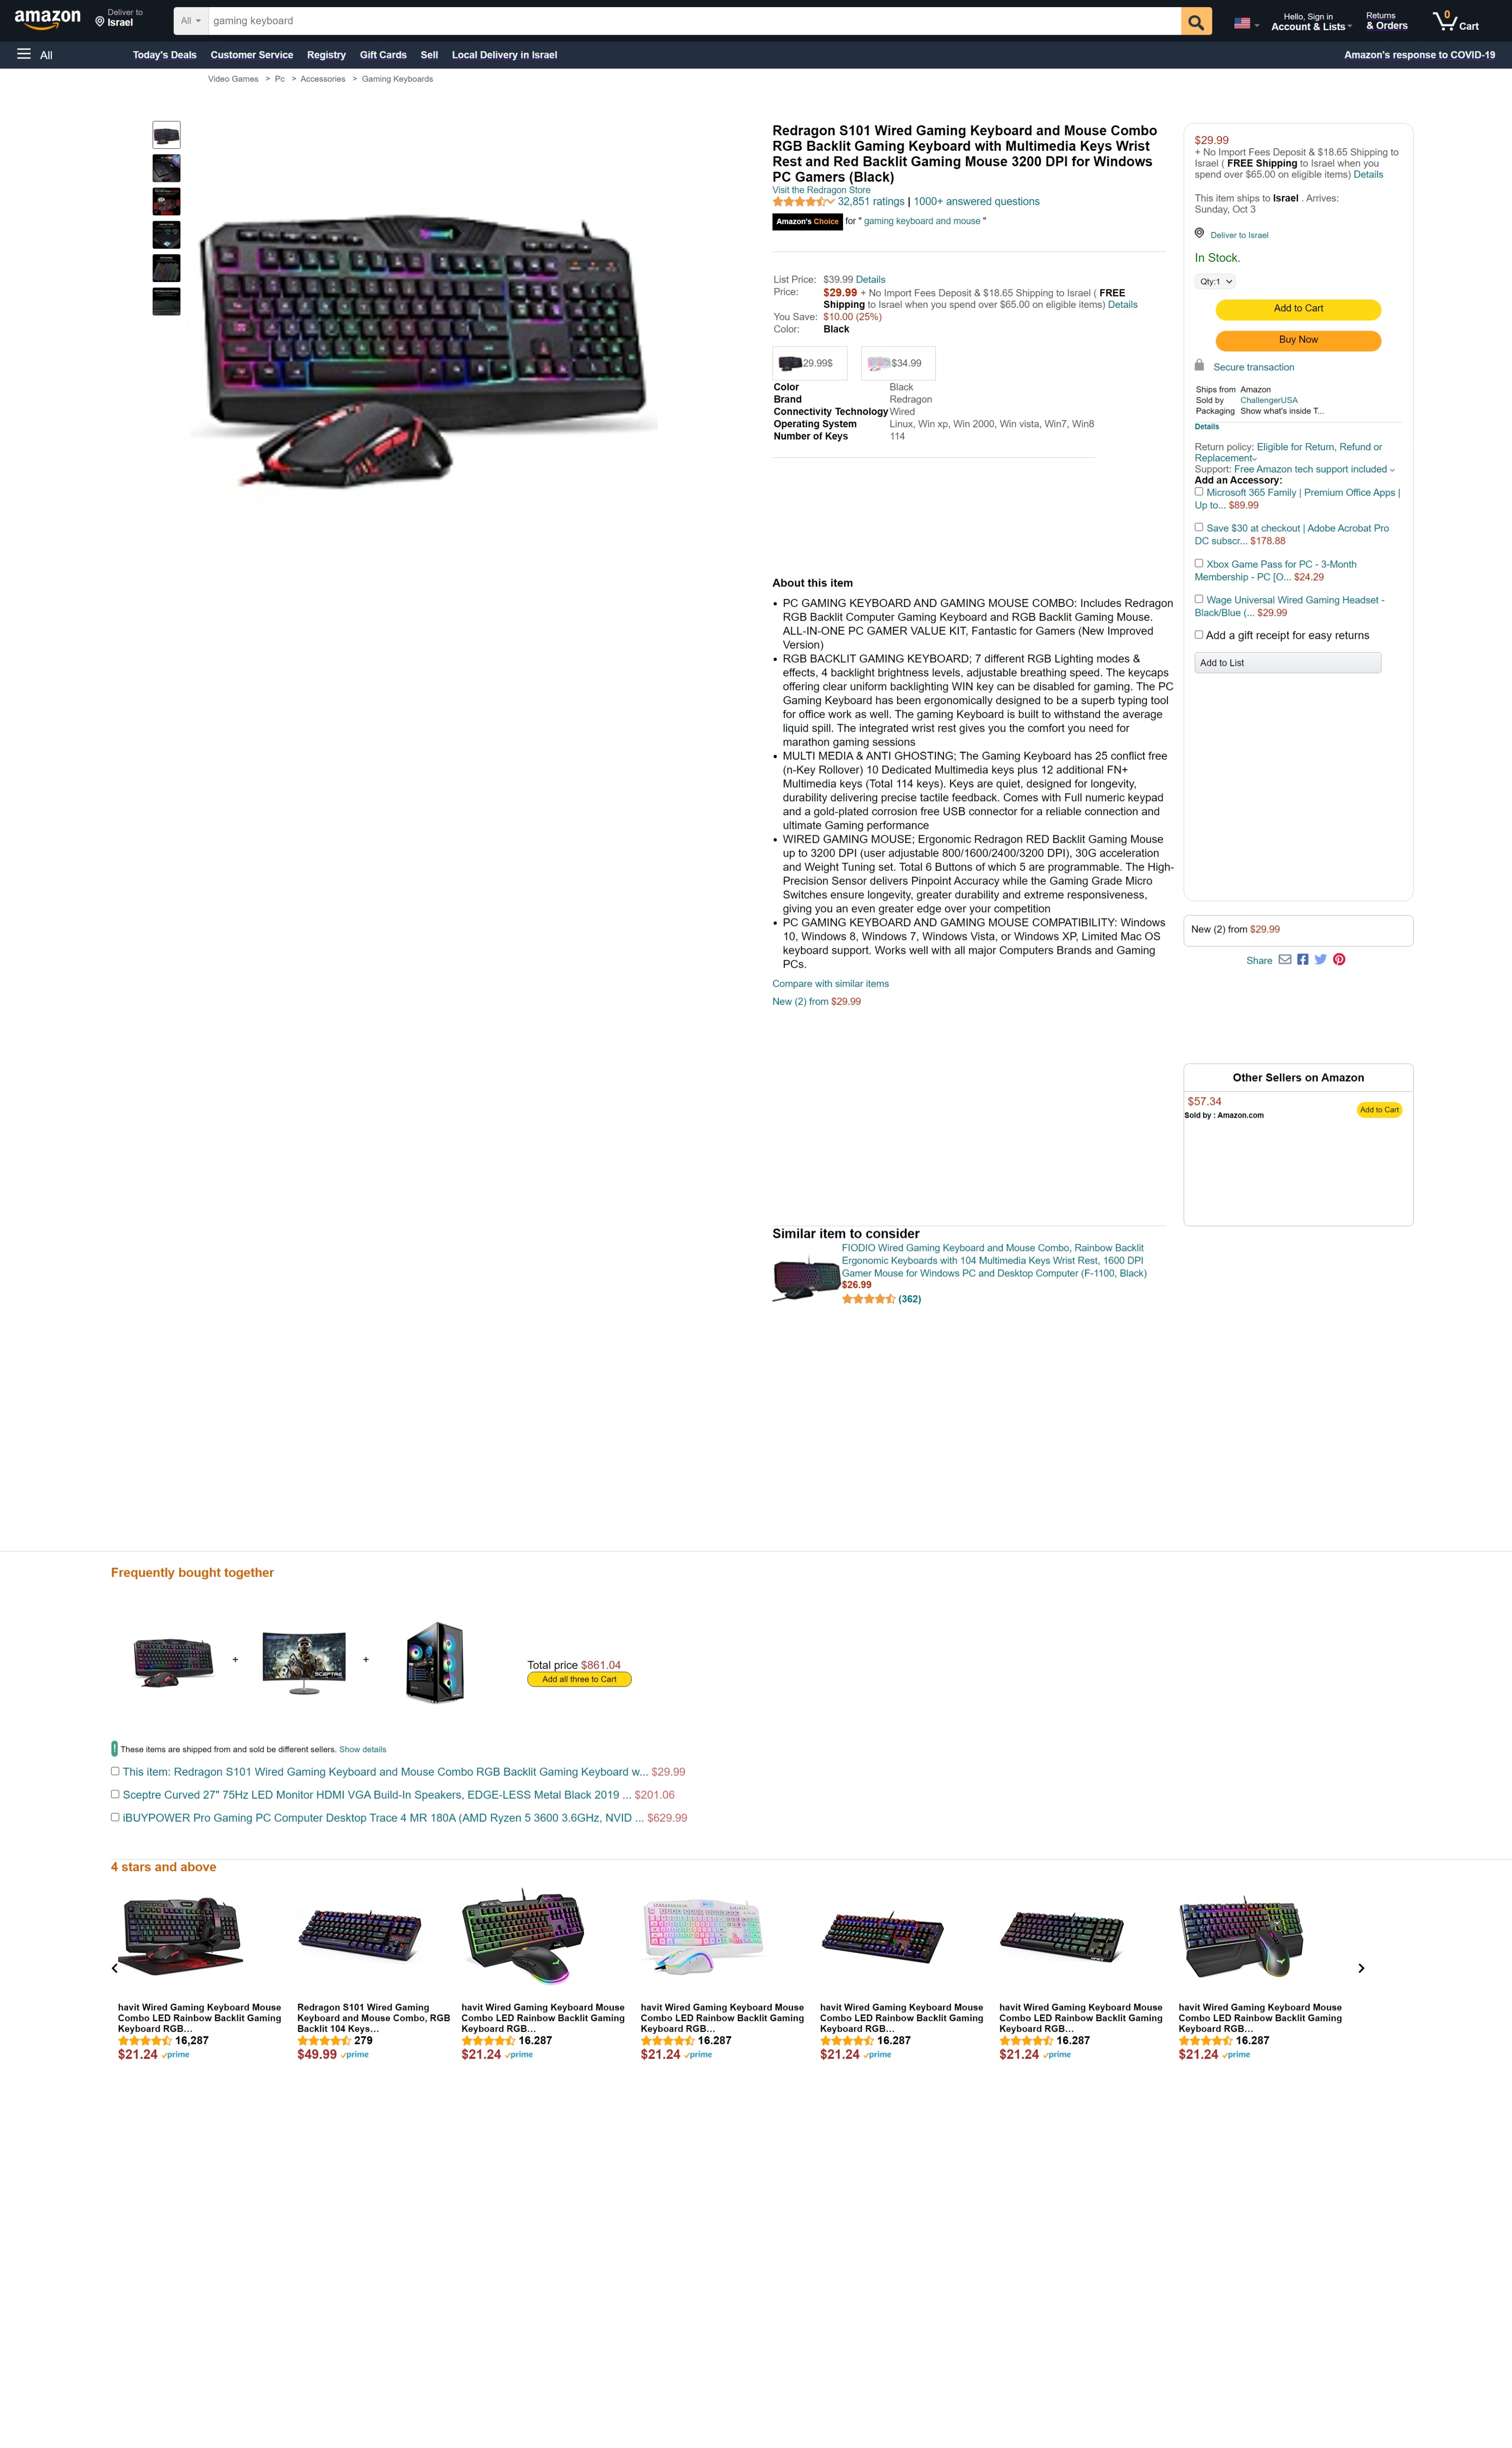 amazon
Deliver to
Israel
All
gaming keyboard
Hello, Sign in
Account & Lists
Returns
& Orders
0
Cart
All
Today's Deals
Customer Service
Registry
Gift Cards
Sell
Local Delivery in Israel
Amazon's response to COVID-19
Video Games > Pc > Accessories > Gaming Keyboards
Redragon S101 Wired Gaming Keyboard and Mouse Combo
RGB Backlit Gaming Keyboard with Multimedia Keys Wrist
Rest and Red Backlit Gaming Mouse 3200 DPI for Windows
PC Gamers (Black)
Visit the Redragon Store
32,851 ratings | 1000+ answered questions
Amazon's Choice for " gaming keyboard and mouse "
List Price: $39.99 Details
Price: $29.99 + No Import Fees Deposit & $18.65 Shipping to Israel ( FREE
Shipping to Israel when you spend over $65.00 on eligible items) Details
You Save: $10.00 (25%)
Color: Black
29.99$
$34.99
Color Black
Brand Redragon
Connectivity Technology Wired
Operating System Linux, Win xp, Win 2000, Win vista, Win7, Win8
Number of Keys 114
About this item
• PC GAMING KEYBOARD AND GAMING MOUSE COMBO: Includes Redragon
RGB Backlit Computer Gaming Keyboard and RGB Backlit Gaming Mouse.
ALL-IN-ONE PC GAMER VALUE KIT, Fantastic for Gamers (New Improved
Version)
• RGB BACKLIT GAMING KEYBOARD; 7 different RGB Lighting modes &
effects, 4 backlight brightness levels, adjustable breathing speed. The keycaps
offering clear uniform backlighting WIN key can be disabled for gaming. The PC
Gaming Keyboard has been ergonomically designed to be a superb typing tool
for office work as well. The gaming Keyboard is built to withstand the average
liquid spill. The integrated wrist rest gives you the comfort you need for
marathon gaming sessions
• MULTI MEDIA & ANTI GHOSTING; The Gaming Keyboard has 25 conflict free
(n-Key Rollover) 10 Dedicated Multimedia keys plus 12 additional FN+
Multimedia keys (Total 114 keys). Keys are quiet, designed for longevity,
durability delivering precise tactile feedback. Comes with Full numeric keypad
and a gold-plated corrosion free USB connector for a reliable connection and
ultimate Gaming performance
• WIRED GAMING MOUSE; Ergonomic Redragon RED Backlit Gaming Mouse
up to 3200 DPI (user adjustable 800/1600/2400/3200 DPI), 30G acceleration
and Weight Tuning set. Total 6 Buttons of which 5 are programmable. The High-
Precision Sensor delivers Pinpoint Accuracy while the Gaming Grade Micro
Switches ensure longevity, greater durability and extreme responsiveness,
giving you an even greater edge over your competition
• PC GAMING KEYBOARD AND GAMING MOUSE COMPATIBILITY: Windows
10, Windows 8, Windows 7, Windows Vista, or Windows XP, Limited Mac OS
keyboard support. Works well with all major Computers Brands and Gaming
PCs.
Compare with similar items
New (2) from $29.99
$29.99
+ No Import Fees Deposit & $18.65 Shipping to
Israel ( FREE Shipping to Israel when you
spend over $65.00 on eligible items) Details
This item ships to Israel . Arrives:
Sunday, Oct 3
Deliver to Israel
In Stock.
Qty:1
Add to Cart
Buy Now
Secure transaction
Ships from Amazon
Sold by ChallengerUSA
Packaging Show what's inside T...
Details
Return policy: Eligible for Return, Refund or
Replacement
Support: Free Amazon tech support included
Add an Accessory:
Microsoft 365 Family | Premium Office Apps |
Up to... $89.99
Save $30 at checkout | Adobe Acrobat Pro
DC subscr... $178.88
Xbox Game Pass for PC - 3-Month
Membership - PC [O... $24.29
Wage Universal Wired Gaming Headset -
Black/Blue (... $29.99
Add a gift receipt for easy returns
Add to List
New (2) from $29.99
Share
Other Sellers on Amazon
$57.34
Sold by : Amazon.com
Add to Cart
Similar item to consider
FIODIO Wired Gaming Keyboard and Mouse Combo, Rainbow Backlit
Ergonomic Keyboards with 104 Multimedia Keys Wrist Rest, 1600 DPI
Gamer Mouse for Windows PC and Desktop Computer (F-1100, Black)
$26.99
(362)
Frequently bought together
+
SCEPTRE
+
Total price $861.04
Add all three to Cart
These items are shipped from and sold be different sellers. Show details
This item: Redragon S101 Wired Gaming Keyboard and Mouse Combo RGB Backlit Gaming Keyboard w... $29.99
Sceptre Curved 27" 75Hz LED Monitor HDMI VGA Build-In Speakers, EDGE-LESS Metal Black 2019 ... $201.06
iBUYPOWER Pro Gaming PC Computer Desktop Trace 4 MR 180A (AMD Ryzen 5 3600 3.6GHz, NVID ... $629.99
4 stars and above
havit Wired Gaming Keyboard Mouse
Combo LED Rainbow Backlit Gaming
Keyboard RGB...
16,287
$21.24 prime
Redragon S101 Wired Gaming
Keyboard and Mouse Combo, RGB
Backlit 104 Keys...
279
$49.99 prime
havit Wired Gaming Keyboard Mouse
Combo LED Rainbow Backlit Gaming
Keyboard RGB...
16.287
$21.24 prime
havit Wired Gaming Keyboard Mouse
Combo LED Rainbow Backlit Gaming
Keyboard RGB...
16.287
$21.24 prime
havit Wired Gaming Keyboard Mouse
Combo LED Rainbow Backlit Gaming
Keyboard RGB...
16.287
$21.24 prime
havit Wired Gaming Keyboard Mouse
Combo LED Rainbow Backlit Gaming
Keyboard RGB...
16.287
$21.24 prime
havit Wired Gaming Keyboard Mouse
Combo LED Rainbow Backlit Gaming
Keyboard RGB...
16.287
$21.24 prime